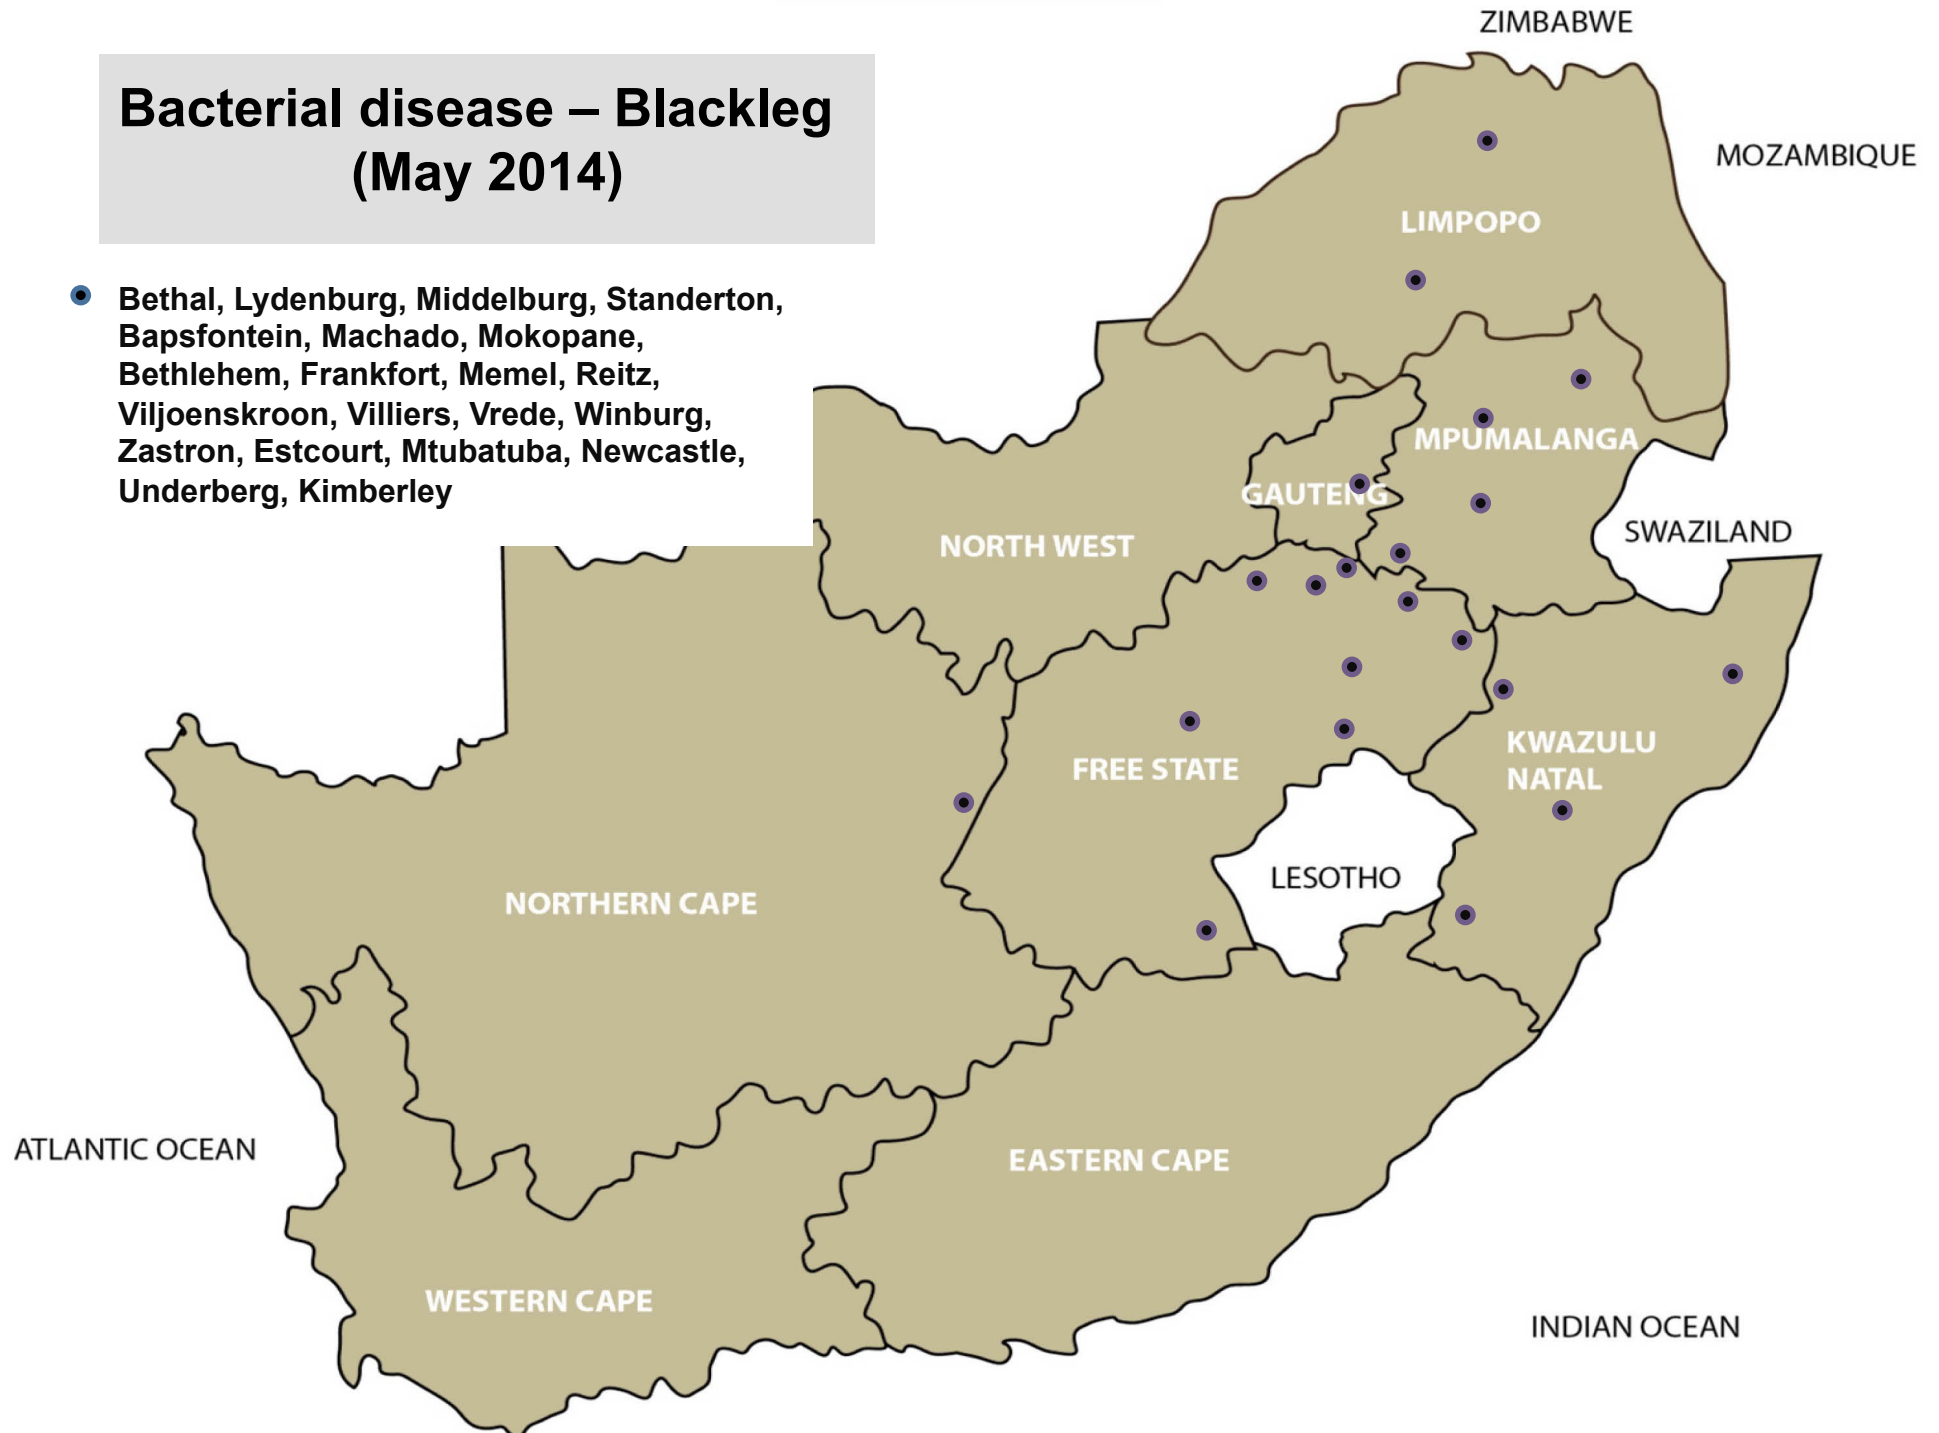 ZIMBABWE
Bacterial disease – Blackleg
(May 2014)
MOZAMBIQUE
LIMPOPO
Bethal, Lydenburg, Middelburg, Standerton,
Bapsfontein, Machado, Mokopane,
Bethlehem, Frankfort, Memel, Reitz,
Viljoenskroon, Villiers, Vrede, Winburg,
Zastron, Estcourt, Mtubatuba, Newcastle,
Underberg, Kimberley
MPUMALANGA
GAUTENG
SWAZILAND
NORTH WEST
KWAZULU
NATAL
FREE STATE
LESOTHO
NORTHERN CAPE
ATLANTIC OCEAN
EASTERN CAPE
WESTERN CAPE
INDIAN OCEAN